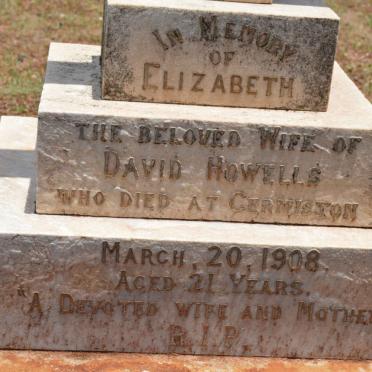 IN MEMORY
OF
ELIZABETH
THE BELOVED WIFE OF
DAVID HOWELLS
WHO DIED AT GERMISTON
MARCH, 20, 1908.
AGED 21 YEARS.
"A DEVOTED WIFE AND MOTHER
R.I.P.